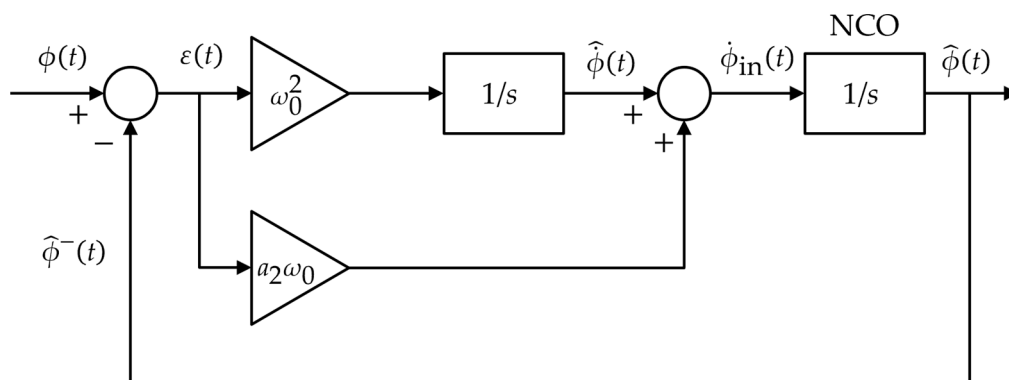 NCO
ϕ(t)
ε(t)
ω₀²
1/s
ϕ̂̇(t)
ϕ̇ᵢₙ(t)
1/s
ϕ̂(t)
+
−
+
+
ϕ̂⁻(t)
a₂ω₀